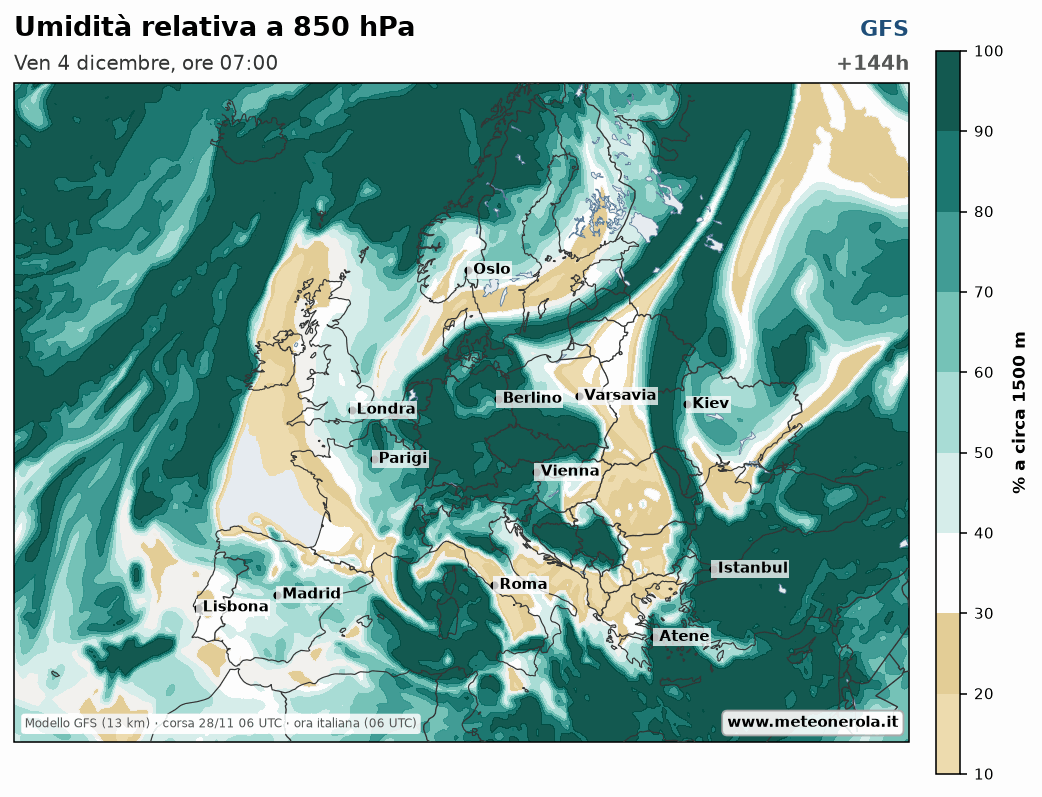 Umidità relativa a 850 hPa
GFS
Ven 4 dicembre, ore 07:00
+144h
Oslo
Berlino
Varsavia
Kiev
Londra
Parigi
Vienna
Istanbul
Roma
Madrid
Lisbona
Atene
Modello GFS (13 km) · corsa 28/11 06 UTC · ora italiana (06 UTC)
www.meteonerola.it
100
90
80
70
60
50
40
30
20
10
% a circa 1500 m